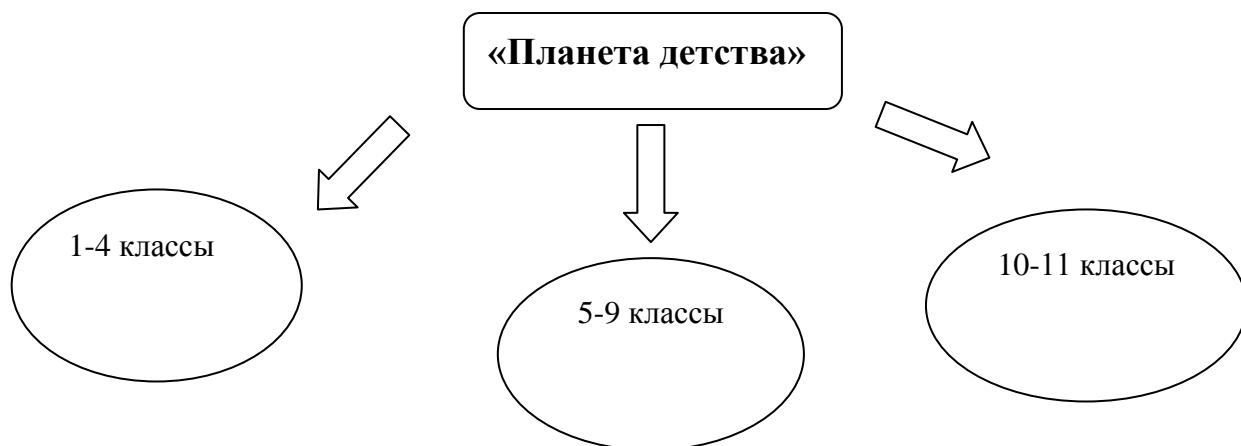 «Планета детства»
1-4 классы
5-9 классы
10-11 классы